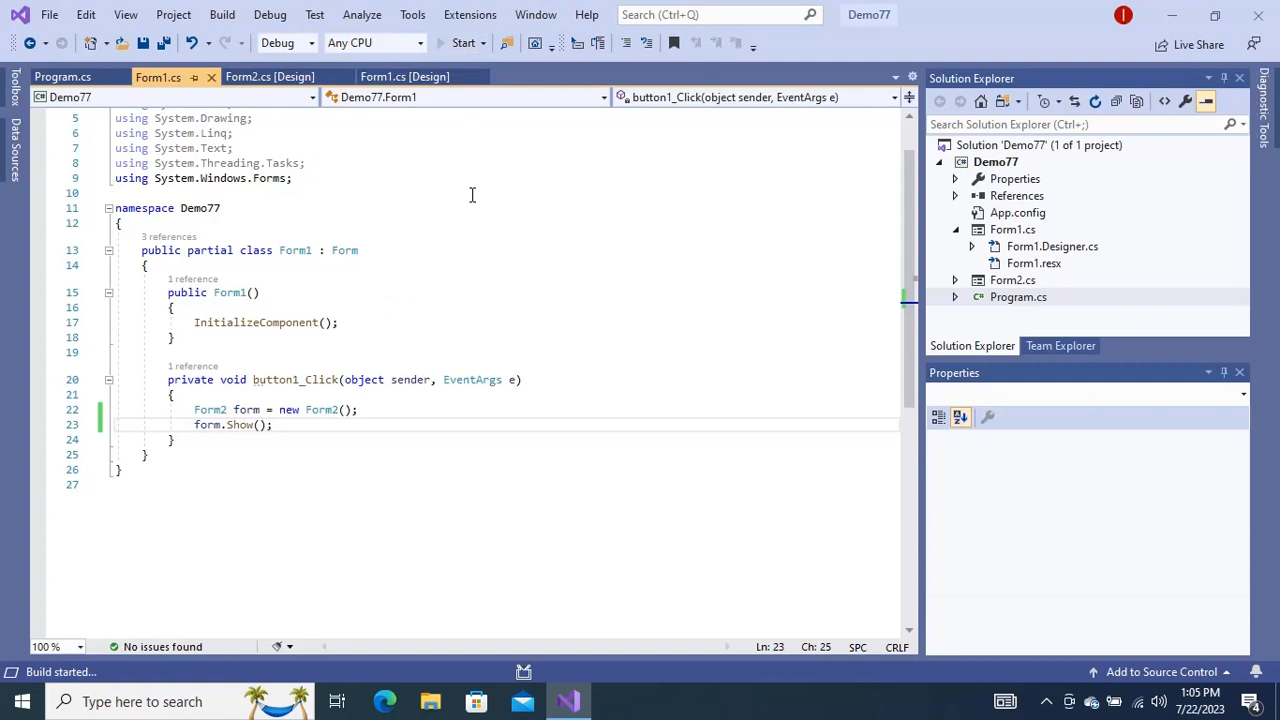 File Edit View Project Build Debug Test Analyze Tools Extensions Window Help Search (Ctrl+Q) Demo77
Debug Any CPU Start Live Share
Program.cs Form1.cs Form2.cs [Design] Form1.cs [Design]
Demo77 Demo77.Form1 button1_Click(object sender, EventArgs e)
5 using System.Drawing;
6 using System.Linq;
7 using System.Text;
8 using System.Threading.Tasks;
9 using System.Windows.Forms;
10
11 namespace Demo77
12 {
3 references
13 public partial class Form1 : Form
14 {
1 reference
15 public Form1()
16 {
17 InitializeComponent();
18 }
19
1 reference
20 private void button1_Click(object sender, EventArgs e)
21 {
22 Form2 form = new Form2();
23 form.Show();
24 }
25 }
26 }
27
100 % No issues found Ln: 23 Ch: 25 SPC CRLF
Toolbox
Data Sources
Solution Explorer
Search Solution Explorer (Ctrl+;)
Solution 'Demo77' (1 of 1 project)
Demo77
Properties
References
App.config
Form1.cs
Form1.Designer.cs
Form1.resx
Form2.cs
Program.cs
Solution Explorer Team Explorer
Properties
Diagnostic Tools
Build started... Add to Source Control
Type here to search
1:05 PM
7/22/2023
4